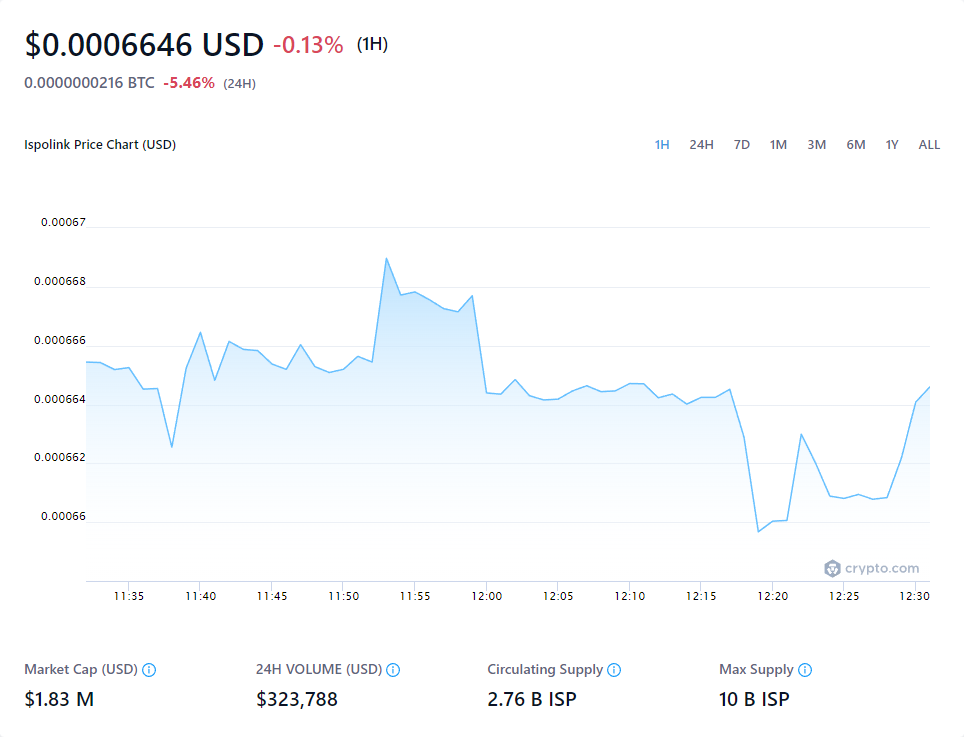 $0.0006646 USD -0.13% (1H)
0.0000000216 BTC -5.46% (24H)
Ispolink Price Chart (USD)
1H 24H 7D 1M 3M 6M 1Y ALL
0.00067
0.000668
0.000666
0.000664
0.000662
0.00066
crypto.com
11:35 11:40 11:45 11:50 11:55 12:00 12:05 12:10 12:15 12:20 12:25 12:30
Market Cap (USD) 24H VOLUME (USD) Circulating Supply Max Supply
$1.83 M $323,788 2.76 B ISP 10 B ISP